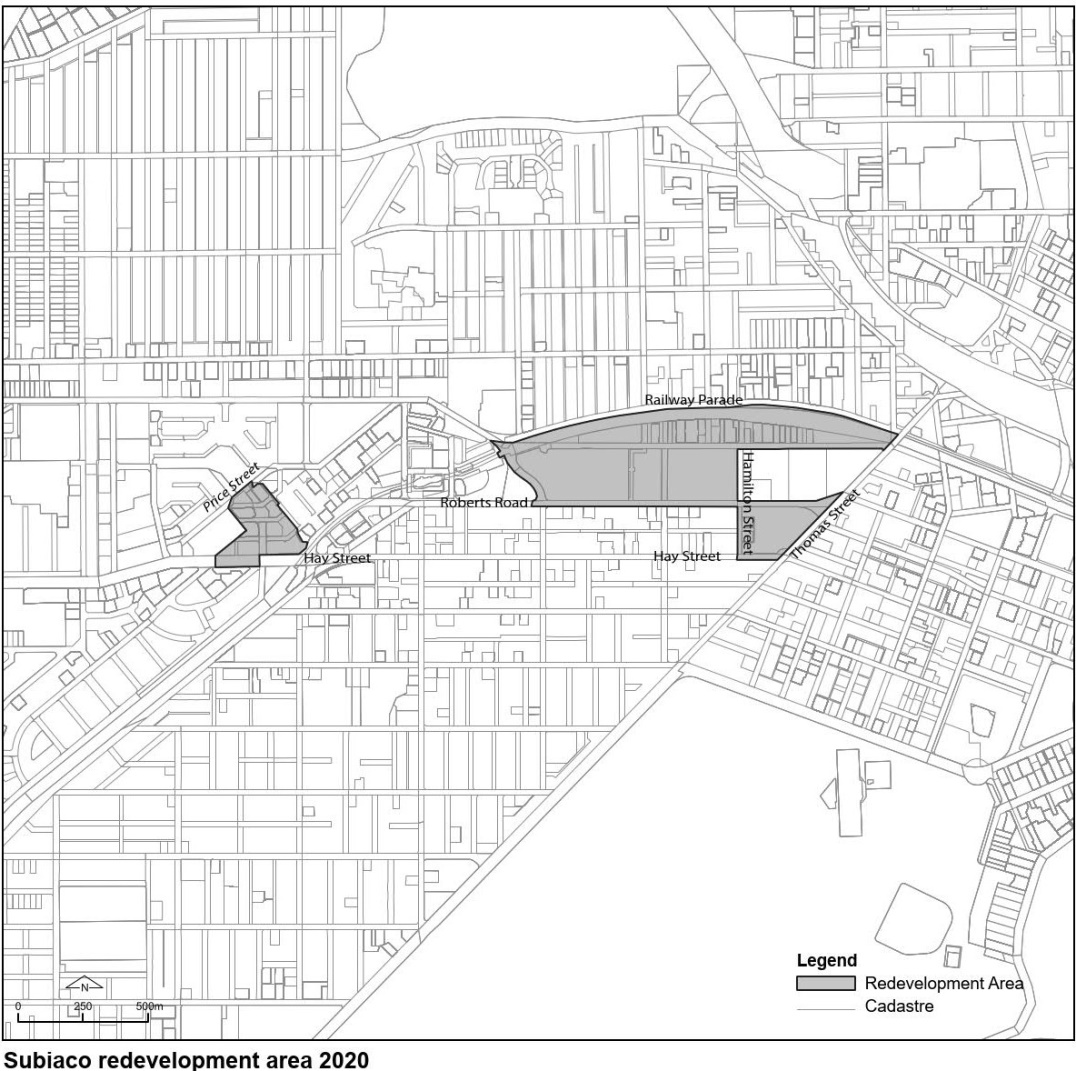 Railway Parade
Price Street
Hamilton Street
Roberts Road
Thomas Street
Hay Street
Hay Street
Legend
Redevelopment Area
Cadastre
N
0 250 500m
Subiaco redevelopment area 2020